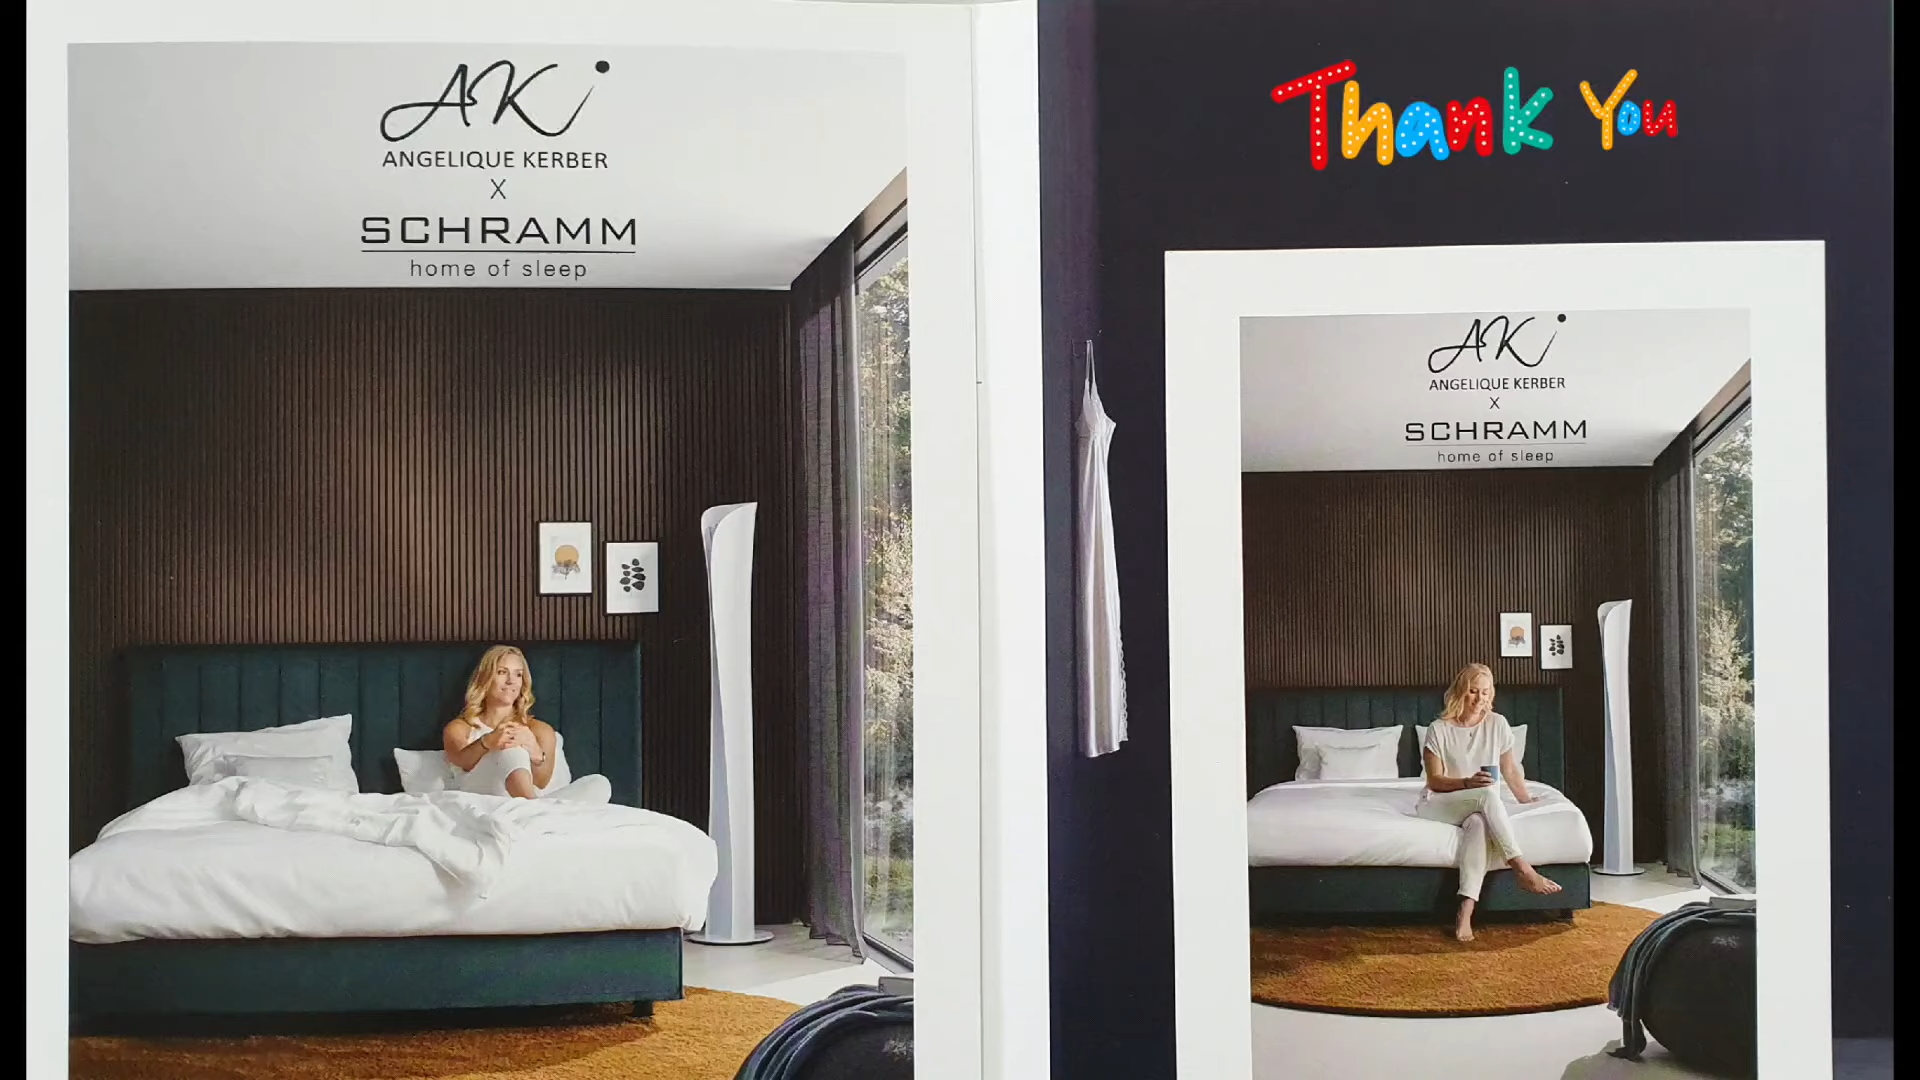 AK
ANGELIQUE KERBER
X
SCHRAMM
home of sleep
Thank You
AK
ANGELIQUE KERBER
X
SCHRAMM
home of sleep